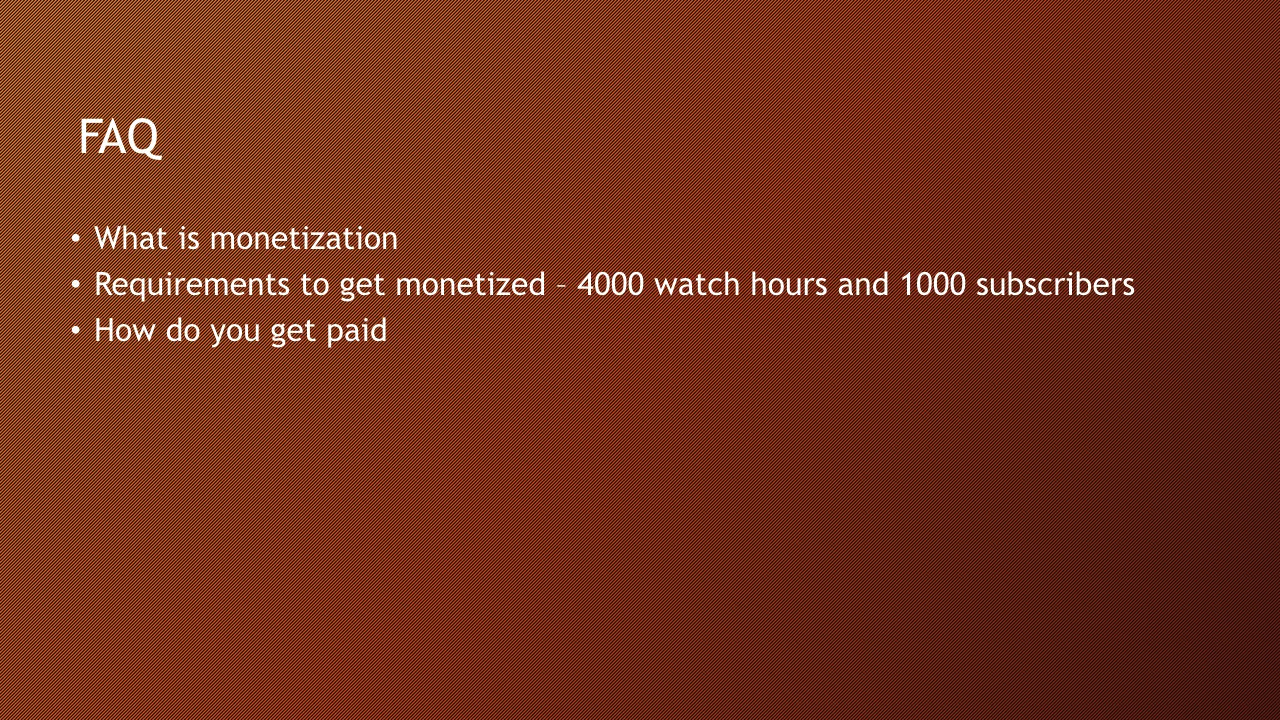 FAQ
• What is monetization
• Requirements to get monetized – 4000 watch hours and 1000 subscribers
• How do you get paid